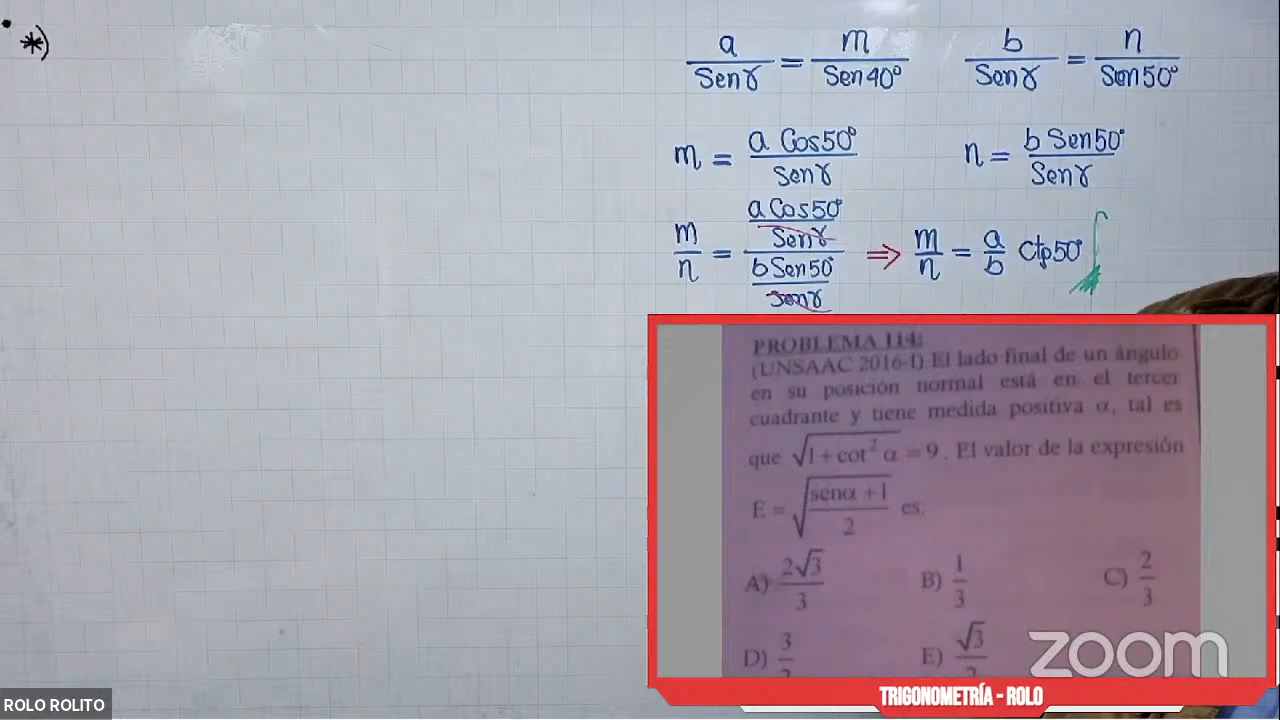 *)
a/Senγ = m/Sen40° b/Senγ = n/Sen50°
m = a Cos50°/Senγ n = b Sen50°/Senγ
m/n = (a Cos50°/Senγ)/(b Sen50°/Senγ) ⇒ m/n = a/b Ctg50°
PROBLEMA 114:
(UNSAAC 2016-I) El lado final de un ángulo
en su posición normal está en el tercer
cuadrante y tiene medida positiva α, tal es
que √(1+cot² α) = 9. El valor de la expresión
E = √((senα+1)/2) es:
A) 2√3/3 B) 1/3 C) 2/3
D) 3/ E) √3/
zoom
TRIGONOMETRÍA - ROLO
ROLO ROLITO